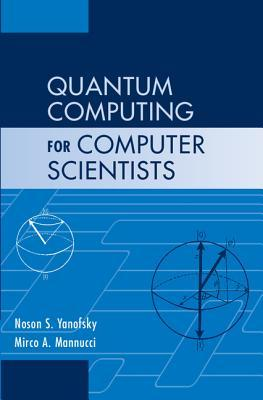 QUANTUM
COMPUTING
FOR COMPUTER
SCIENTISTS
Noson S. Yanofsky
Mirco A. Mannucci